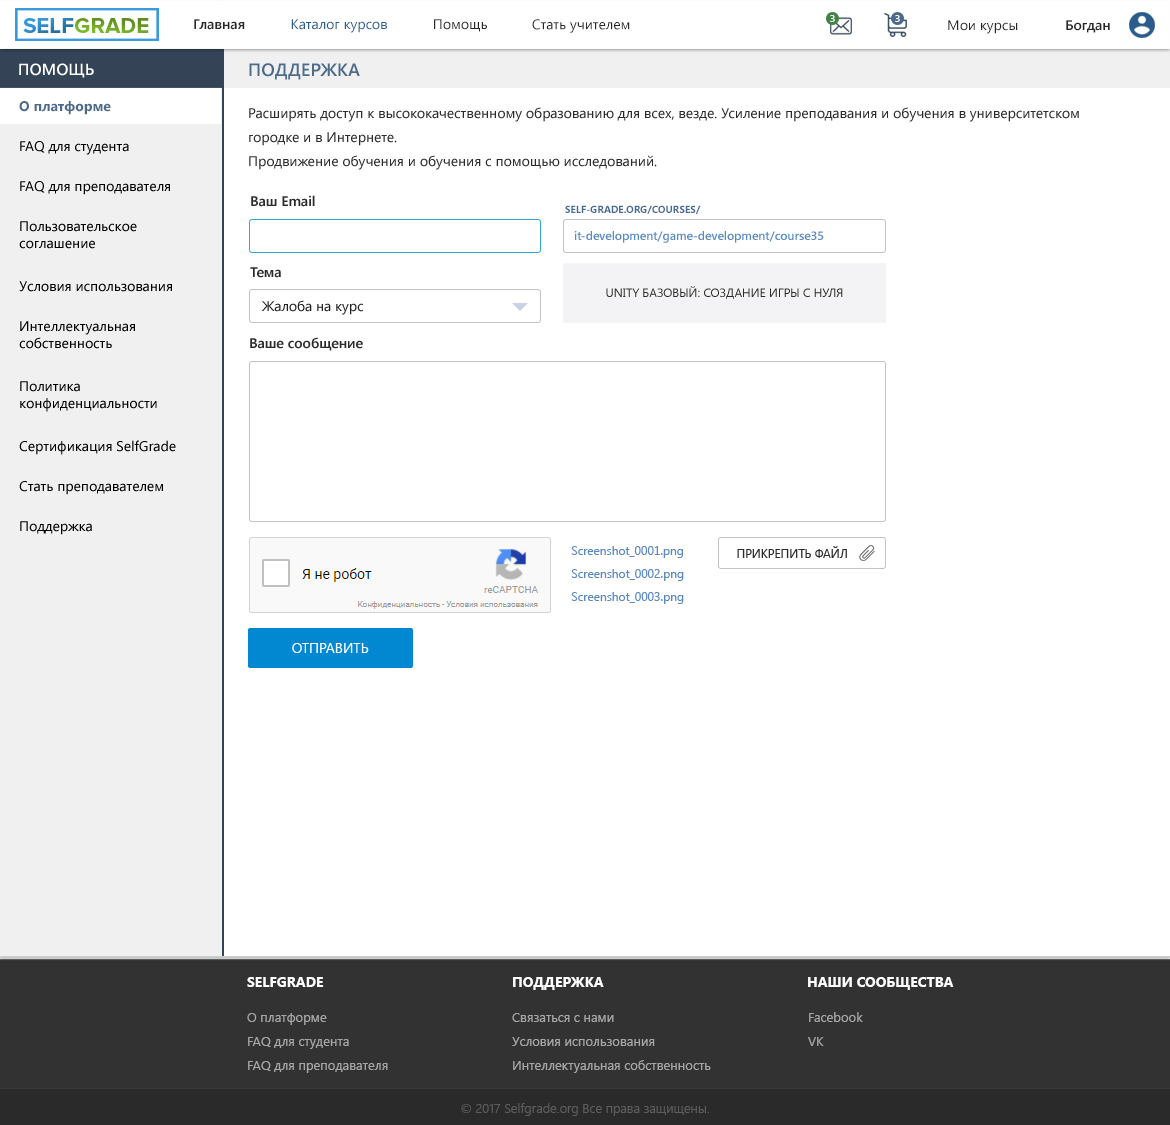 SELFGRADE
Главная
Каталог курсов
Помощь
Стать учителем
3
3
Мои курсы
Богдан
ПОМОЩЬ
О платформе
FAQ для студента
FAQ для преподавателя
Пользовательское
соглашение
Условия использования
Интеллектуальная
собственность
Политика
конфиденциальности
Сертификация SelfGrade
Стать преподавателем
Поддержка
ПОДДЕРЖКА
Расширять доступ к высококачественному образованию для всех, везде. Усиление преподавания и обучения в университетском
городке и в Интернете.
Продвижение обучения и обучения с помощью исследований.
Ваш Email
SELF-GRADE.ORG/COURSES/
it-development/game-development/course35
Тема
Жалоба на курс
UNITY БАЗОВЫЙ: СОЗДАНИЕ ИГРЫ С НУЛЯ
Ваше сообщение
Я не робот
reCAPTCHA
Конфиденциальность - Условия использования
Screenshot_0001.png
Screenshot_0002.png
Screenshot_0003.png
ПРИКРЕПИТЬ ФАЙЛ
ОТПРАВИТЬ
SELFGRADE
О платформе
FAQ для студента
FAQ для преподавателя
ПОДДЕРЖКА
Связаться с нами
Условия использования
Интеллектуальная собственность
НАШИ СООБЩЕСТВА
Facebook
VK
© 2017 Selfgrade.org Все права защищены.